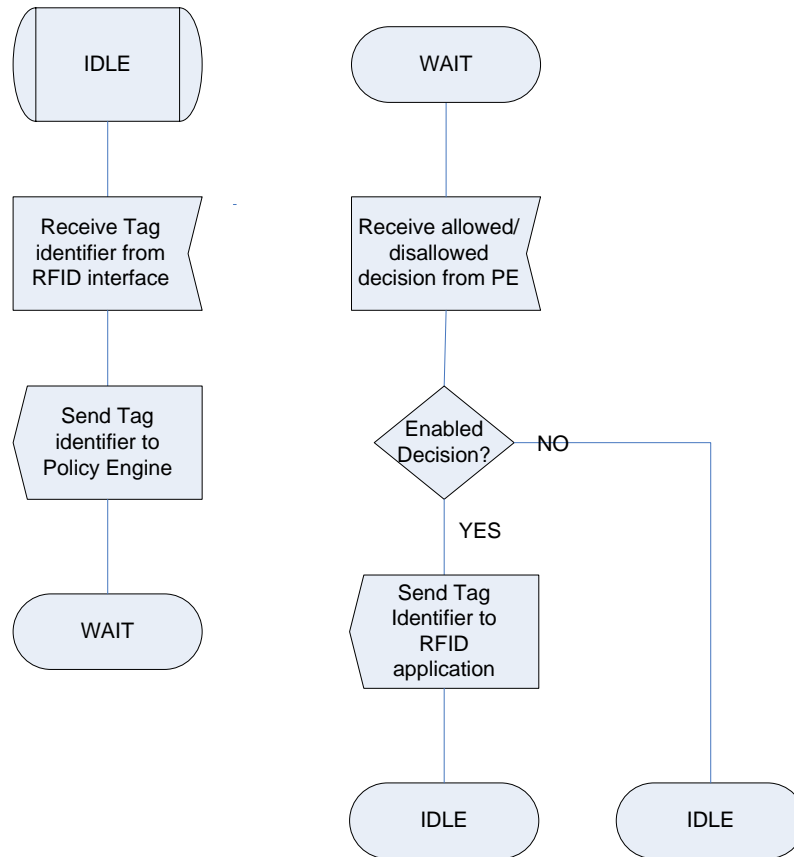 IDLE
Receive Tag
identifier from
RFID interface
Send Tag
identifier to
Policy Engine
WAIT
WAIT
Receive allowed/
disallowed
decision from PE
Enabled
Decision?
NO
YES
Send Tag
Identifier to
RFID
application
IDLE
IDLE